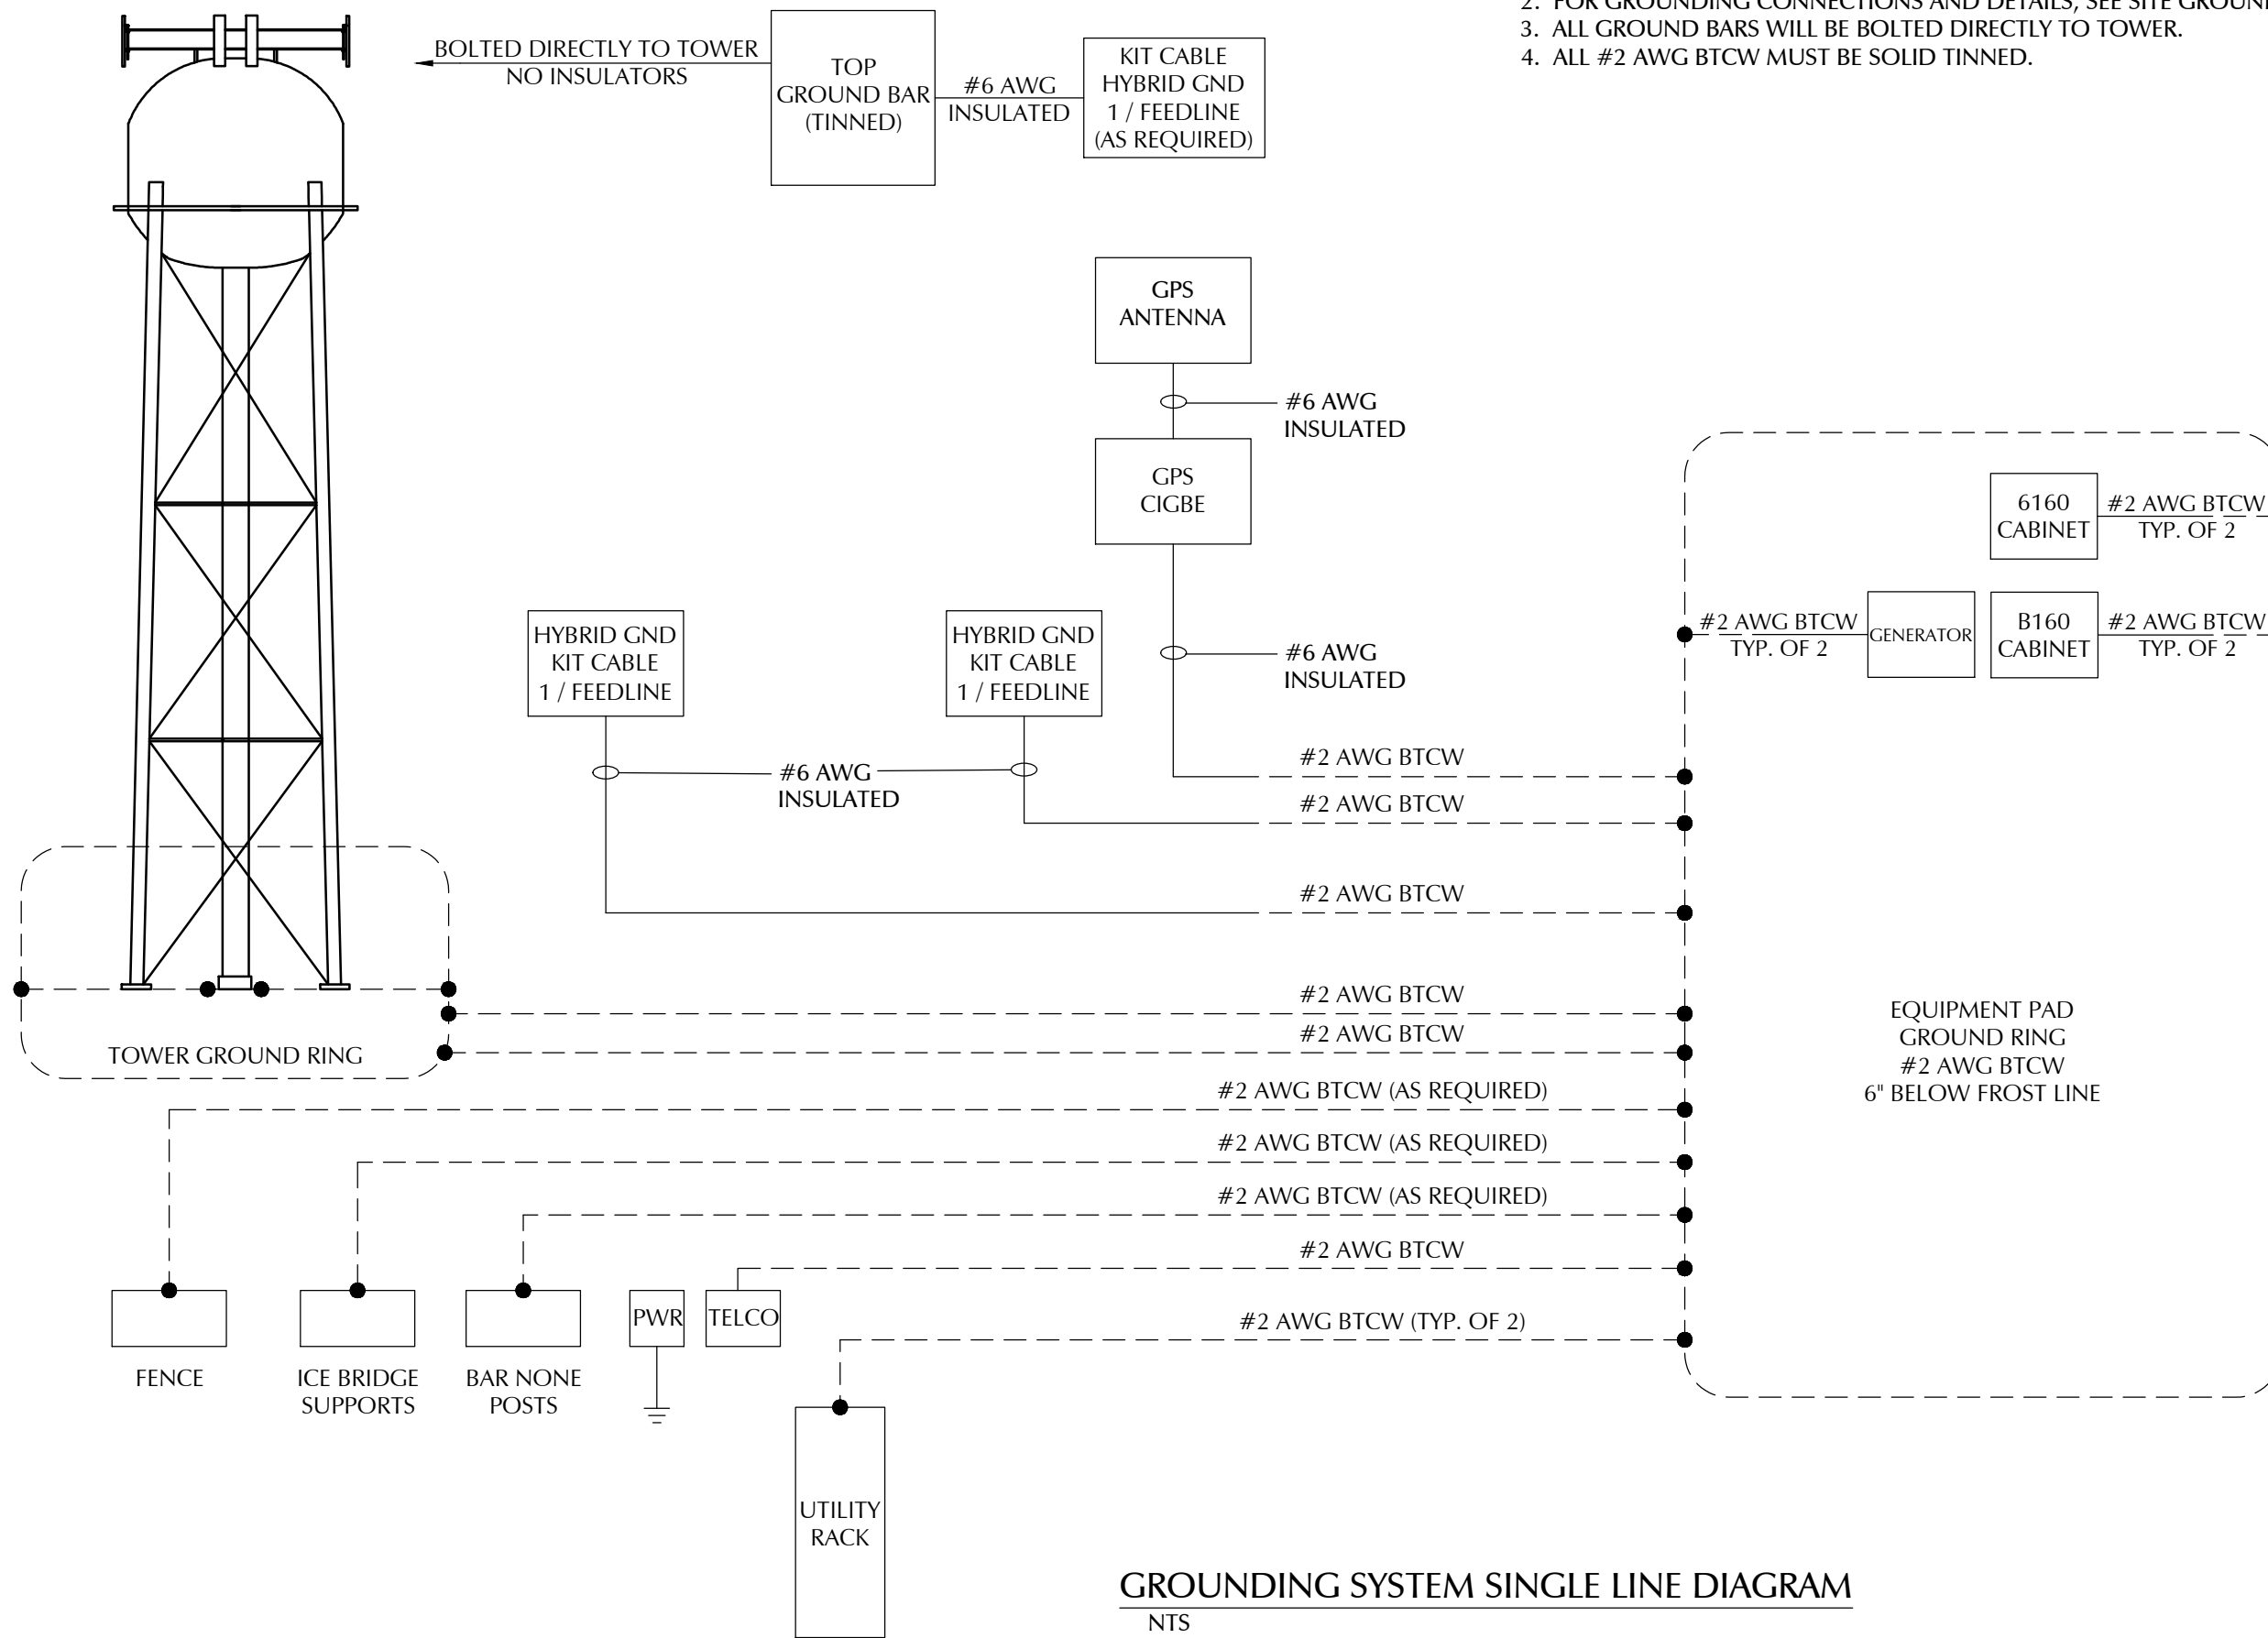 2. FOR GROUNDING CONNECTIONS AND DETAILS, SEE SITE
3. ALL GROUND BARS WILL BE BOLTED DIRECTLY TO TOWER.
4. ALL #2 AWG BTCW MUST BE SOLID TINNED.
BOLTED DIRECTLY TO TOWER
NO INSULATORS
TOP
GROUND BAR
(TINNED)
#6 AWG
INSULATED
KIT CABLE
HYBRID GND
1 / FEEDLINE
(AS REQUIRED)
GPS
ANTENNA
#6 AWG
INSULATED
GPS
CIGBE
#6 AWG
INSULATED
HYBRID GND
KIT CABLE
1 / FEEDLINE
HYBRID GND
KIT CABLE
1 / FEEDLINE
#6 AWG
INSULATED
6160
CABINET
#2 AWG BTCW
TYP. OF 2
#2 AWG BTCW
TYP. OF 2
GENERATOR
B160
CABINET
#2 AWG BTCW
TYP. OF 2
#2 AWG BTCW
#2 AWG BTCW
#2 AWG BTCW
#2 AWG BTCW
#2 AWG BTCW
TOWER GROUND RING
EQUIPMENT PAD
GROUND RING
#2 AWG BTCW
6" BELOW FROST LINE
#2 AWG BTCW (AS REQUIRED)
#2 AWG BTCW (AS REQUIRED)
#2 AWG BTCW (AS REQUIRED)
#2 AWG BTCW
#2 AWG BTCW (TYP. OF 2)
FENCE
ICE BRIDGE
SUPPORTS
BAR NONE
POSTS
PWR
TELCO
UTILITY
RACK
GROUNDING SYSTEM SINGLE LINE DIAGRAM
NTS